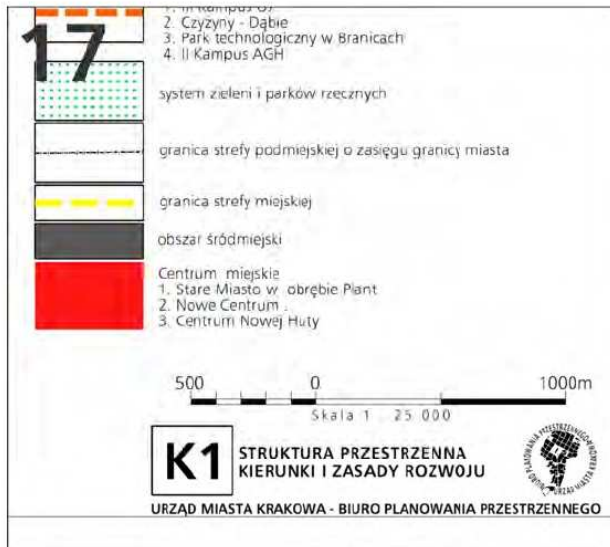 17
2. Czyżyny - Dąbie
3. Park technologiczny w Branicach
4. II Kampus AGH
system zieleni i parków rzecznych
granica strefy podmiejskiej o zasięgu granicy miasta
granica strefy miejskiej
obszar śródmiejski
Centrum miejskie
1. Stare Miasto w obrębie Plant
2. Nowe Centrum
3. Centrum Nowej Huty
500 0 1000m
Skala 1 25 000
K1 STRUKTURA PRZESTRZENNA
KIERUNKI I ZASADY ROZWOJU
URZĄD MIASTA KRAKOWA - BIURO PLANOWANIA PRZESTRZENNEGO